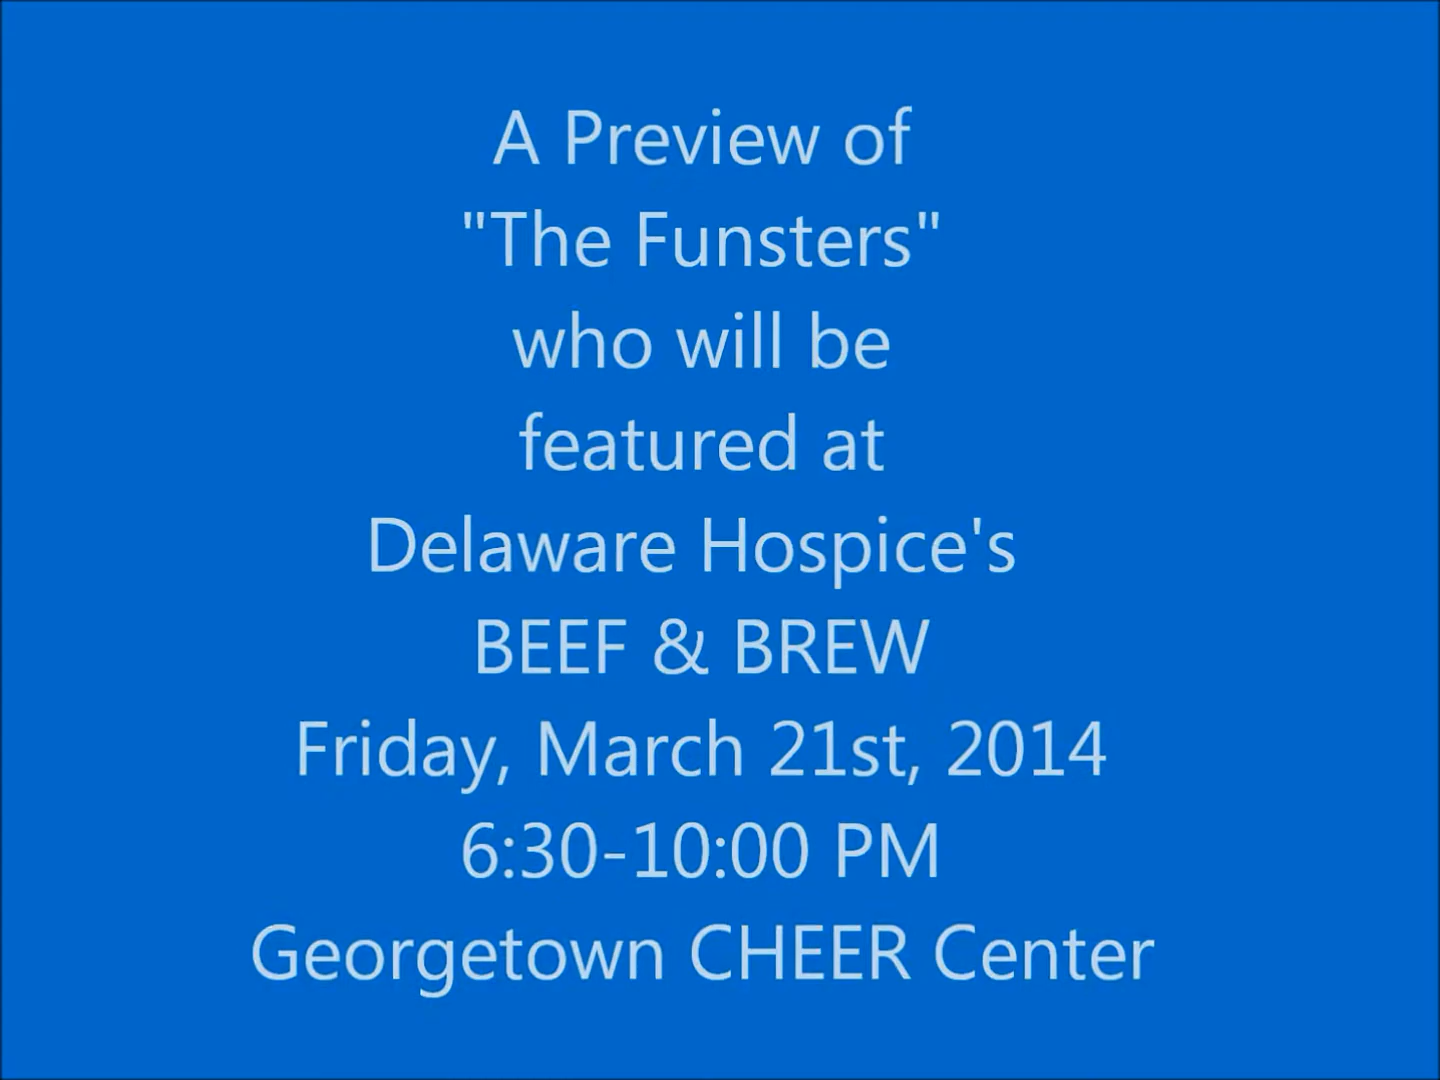 A Preview of
"The Funsters"
who will be
featured at
Delaware Hospice's
BEEF & BREW
Friday, March 21st, 2014
6:30-10:00 PM
Georgetown CHEER Center